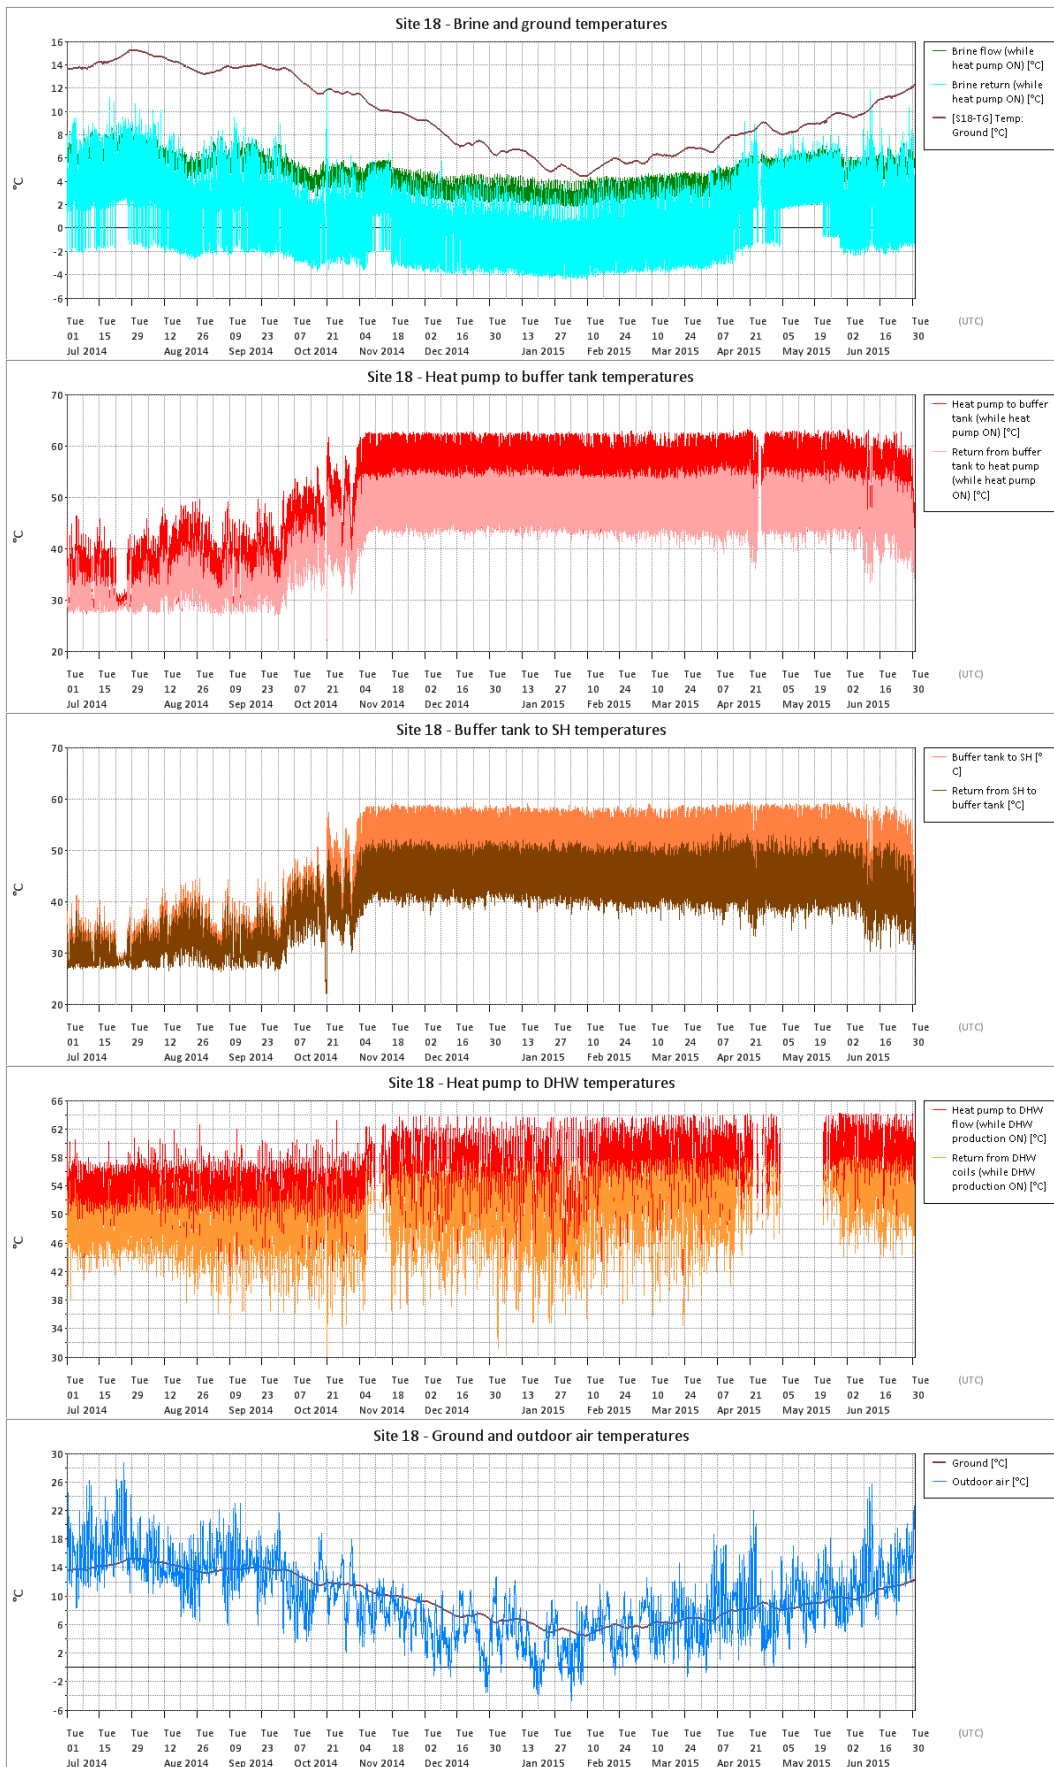 Site 18 - Brine and ground temperatures
16
14
12
10
8
6
4
2
0
-2
-4
-6
°C
Brine flow (while
heat pump ON) [°C]
Brine return (while
heat pump ON) [°C]
[S18-TG] Temp:
Ground [°C]
Tue Tue Tue Tue Tue Tue Tue Tue Tue Tue Tue Tue Tue Tue Tue Tue Tue Tue Tue Tue Tue Tue Tue Tue Tue Tue Tue (UTC)
01 15 29 12 26 09 23 07 21 04 18 02 16 30 13 27 10 24 10 24 07 21 05 19 02 16 30
Jul 2014 Aug 2014 Sep 2014 Oct 2014 Nov 2014 Dec 2014 Jan 2015 Feb 2015 Mar 2015 Apr 2015 May 2015 Jun 2015
Site 18 - Heat pump to buffer tank temperatures
70
60
50
40
30
20
°C
Heat pump to buffer
tank (while heat
pump ON) [°C]
Return from buffer
tank to heat pump
(while heat pump
ON) [°C]
Tue Tue Tue Tue Tue Tue Tue Tue Tue Tue Tue Tue Tue Tue Tue Tue Tue Tue Tue Tue Tue Tue Tue Tue Tue Tue Tue (UTC)
01 15 29 12 26 09 23 07 21 04 18 02 16 30 13 27 10 24 10 24 07 21 05 19 02 16 30
Jul 2014 Aug 2014 Sep 2014 Oct 2014 Nov 2014 Dec 2014 Jan 2015 Feb 2015 Mar 2015 Apr 2015 May 2015 Jun 2015
Site 18 - Buffer tank to SH temperatures
70
60
50
40
30
20
°C
Buffer tank to SH [°
C]
Return from SH to
buffer tank [°C]
Tue Tue Tue Tue Tue Tue Tue Tue Tue Tue Tue Tue Tue Tue Tue Tue Tue Tue Tue Tue Tue Tue Tue Tue Tue Tue Tue (UTC)
01 15 29 12 26 09 23 07 21 04 18 02 16 30 13 27 10 24 10 24 07 21 05 19 02 16 30
Jul 2014 Aug 2014 Sep 2014 Oct 2014 Nov 2014 Dec 2014 Jan 2015 Feb 2015 Mar 2015 Apr 2015 May 2015 Jun 2015
Site 18 - Heat pump to DHW temperatures
66
62
58
54
50
46
42
38
34
30
°C
Heat pump to DHW
flow (while DHW
production ON) [°C]
Return from DHW
coils (while DHW
production ON) [°C]
Tue Tue Tue Tue Tue Tue Tue Tue Tue Tue Tue Tue Tue Tue Tue Tue Tue Tue Tue Tue Tue Tue Tue Tue Tue Tue Tue (UTC)
01 15 29 12 26 09 23 07 21 04 18 02 16 30 13 27 10 24 10 24 07 21 05 19 02 16 30
Jul 2014 Aug 2014 Sep 2014 Oct 2014 Nov 2014 Dec 2014 Jan 2015 Feb 2015 Mar 2015 Apr 2015 May 2015 Jun 2015
Site 18 - Ground and outdoor air temperatures
30
26
22
18
14
10
6
2
-2
-6
°C
Ground [°C]
Outdoor air [°C]
Tue Tue Tue Tue Tue Tue Tue Tue Tue Tue Tue Tue Tue Tue Tue Tue Tue Tue Tue Tue Tue Tue Tue Tue Tue Tue Tue (UTC)
01 15 29 12 26 09 23 07 21 04 18 02 16 30 13 27 10 24 10 24 07 21 05 19 02 16 30
Jul 2014 Aug 2014 Sep 2014 Oct 2014 Nov 2014 Dec 2014 Jan 2015 Feb 2015 Mar 2015 Apr 2015 May 2015 Jun 2015